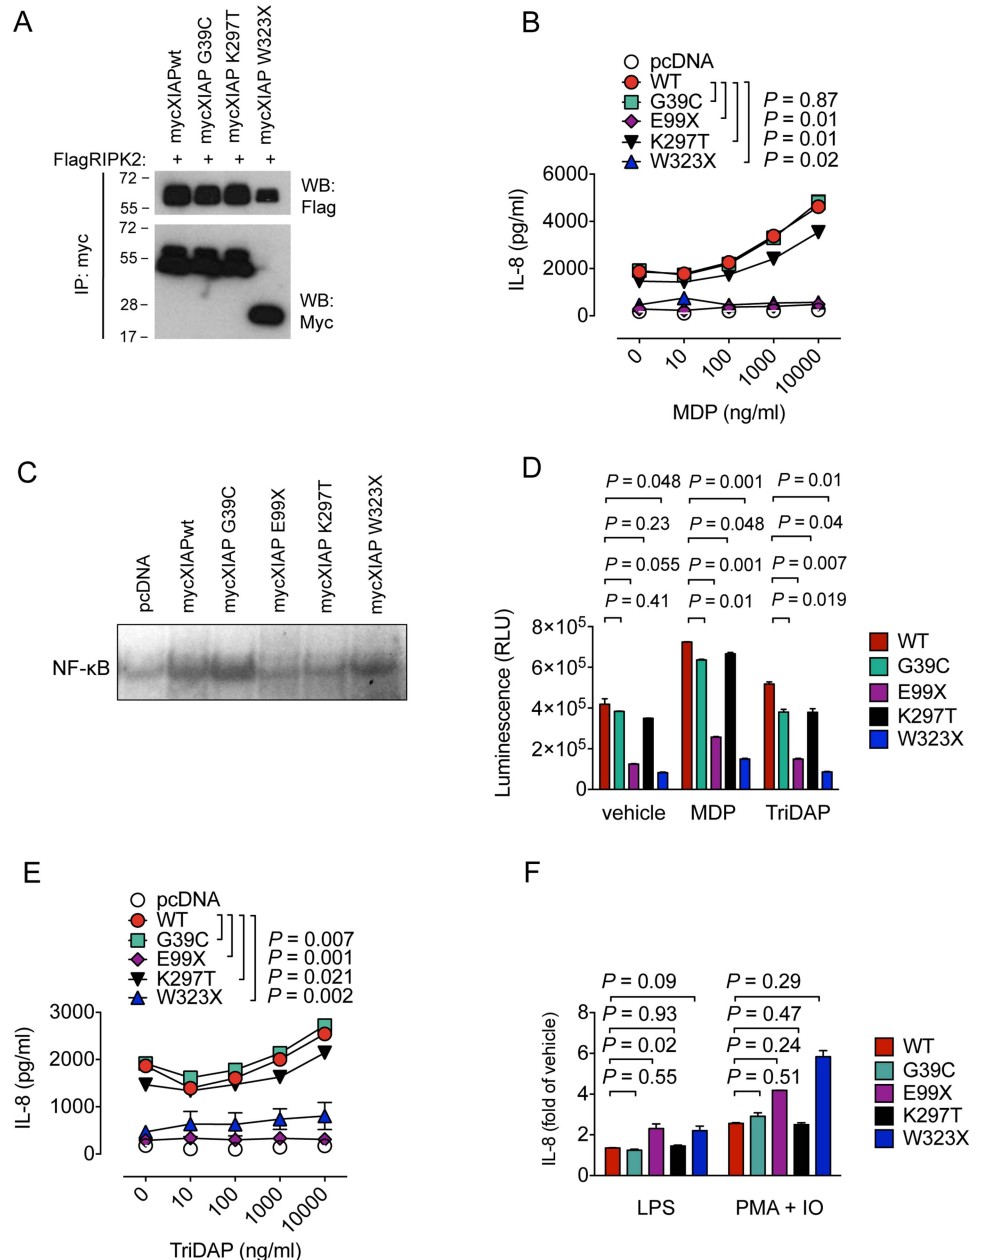 A
mycXIAPwt
mycXIAP G39C
mycXIAP K297T
mycXIAP W323X
FlagRIPK2: + + + +
72
55
WB:
Flag
IP: myc
72
55
28
17
WB:
Myc
B
pcDNA
WT
G39C
E99X
K297T
W323X
P = 0.87
P = 0.01
P = 0.01
P = 0.02
IL-8 (pg/ml)
6000
4000
2000
0
0 10 100 1000 10000
MDP (ng/ml)
C
pcDNA
mycXIAPwt
mycXIAP G39C
mycXIAP E99X
mycXIAP K297T
mycXIAP W323X
NF-κB
D
P = 0.048 P = 0.001 P = 0.01
P = 0.23 P = 0.048 P = 0.04
P = 0.055 P = 0.001 P = 0.007
P = 0.41 P = 0.01 P = 0.019
Luminescence (RLU)
8×10⁵
6×10⁵
4×10⁵
2×10⁵
0
vehicle MDP TriDAP
WT
G39C
E99X
K297T
W323X
E
pcDNA
WT
G39C
E99X
K297T
W323X
P = 0.007
P = 0.001
P = 0.021
P = 0.002
IL-8 (pg/ml)
3000
2000
1000
0
0 10 100 1000 10000
TriDAP (ng/ml)
F
P = 0.09 P = 0.29
P = 0.93 P = 0.47
P = 0.02 P = 0.24
P = 0.55 P = 0.51
IL-8 (fold of vehicle)
8
6
4
2
0
LPS PMA + IO
WT
G39C
E99X
K297T
W323X